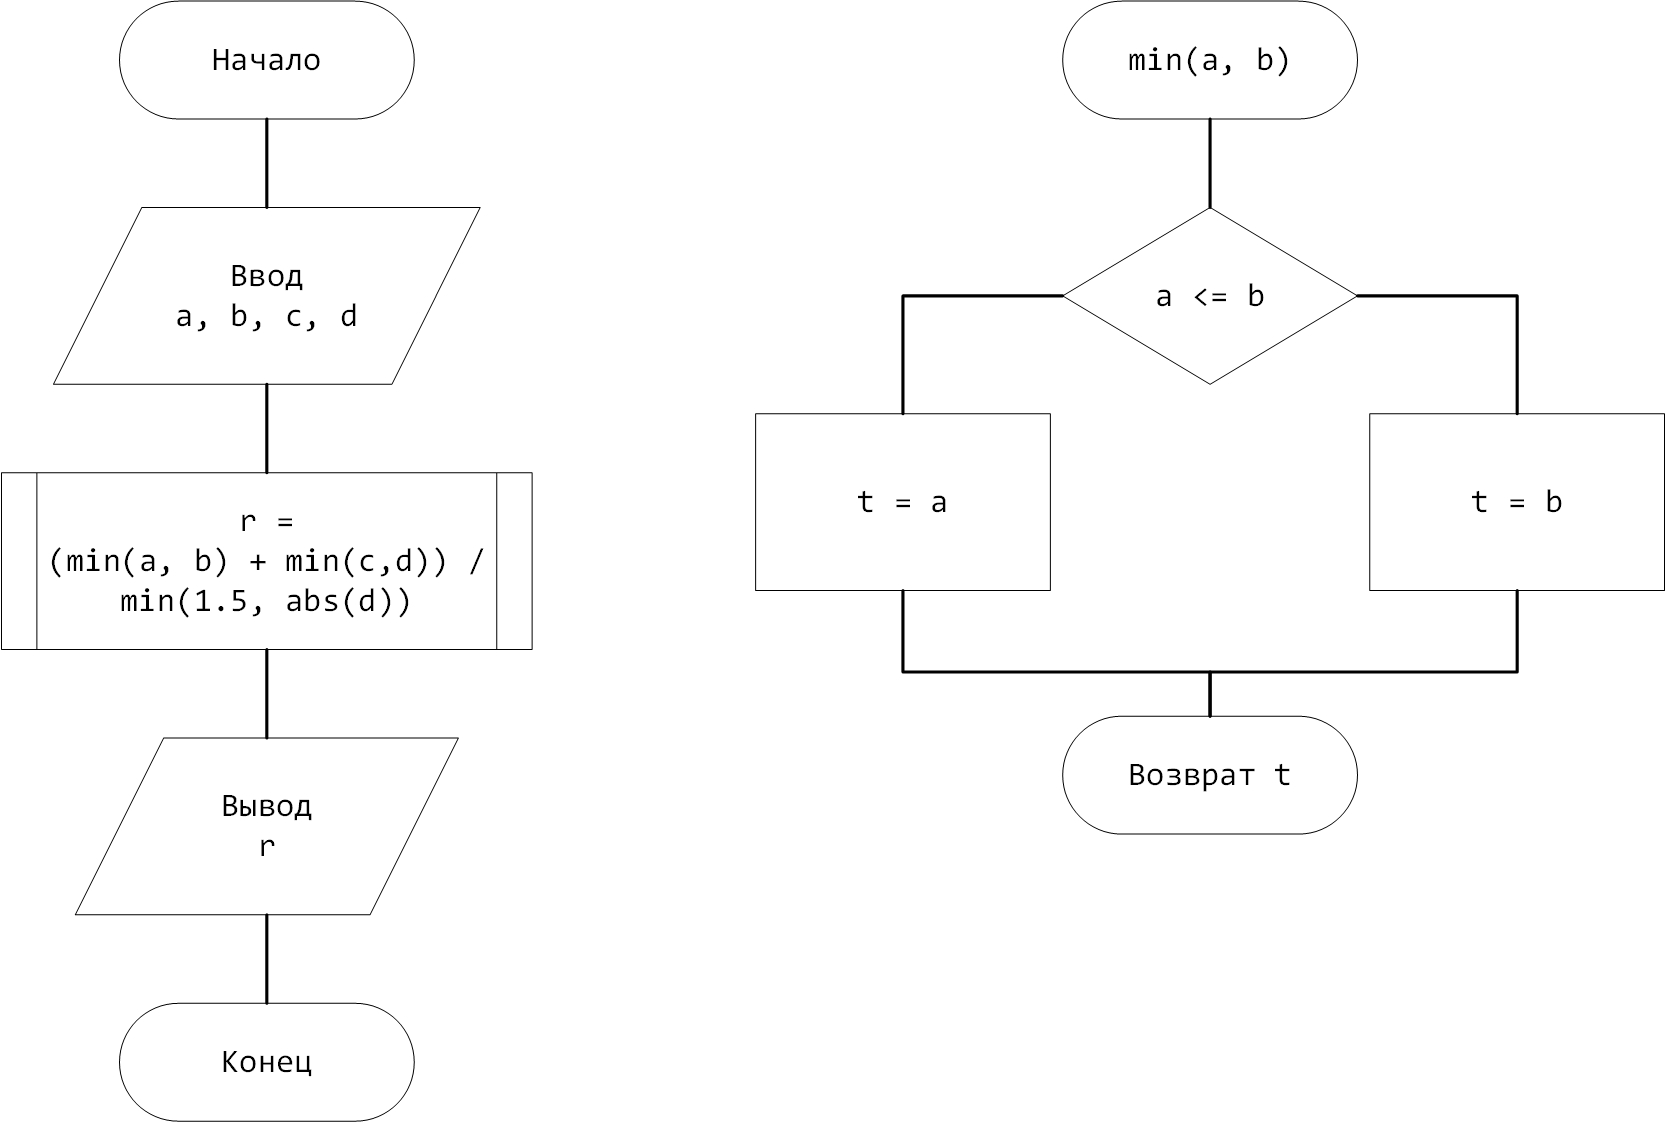 Начало
Ввод
a, b, c, d
r =
(min(a, b) + min(c,d)) /
min(1.5, abs(d))
Вывод
r
Конец
min(a, b)
a <= b
t = a
t = b
Возврат t